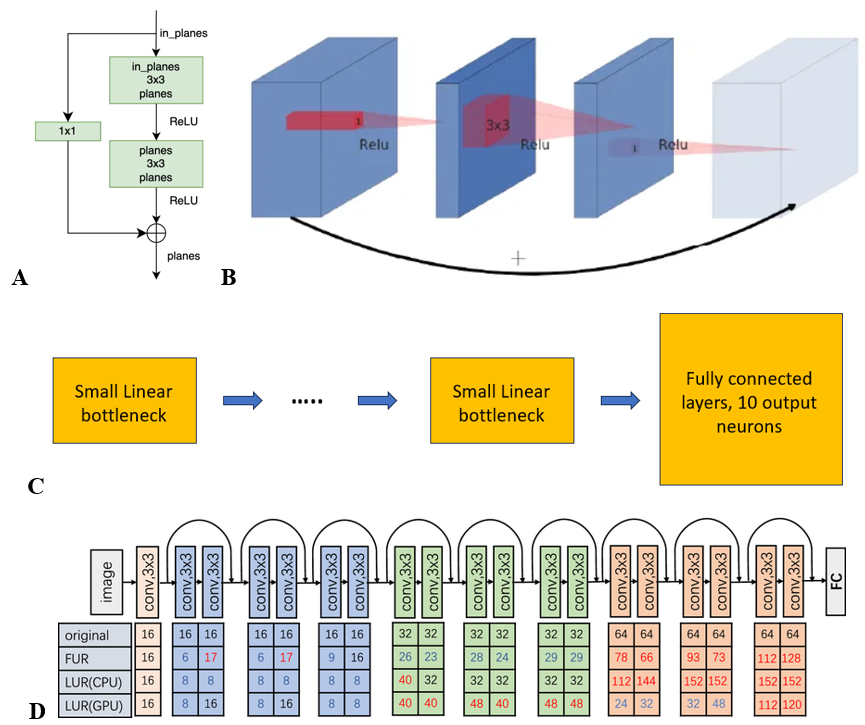 in_planes
in_planes
3x3
planes
ReLU
1x1
planes
3x3
planes
ReLU
planes
A
1
Relu
3x3
Relu
1
Relu
B
Small Linear
bottleneck
.....
Small Linear
bottleneck
Fully connected
layers, 10 output
neurons
C
image
conv,3x3
conv,3x3 conv,3x3
conv,3x3 conv,3x3
conv,3x3 conv,3x3
conv,3x3 conv,3x3
conv,3x3 conv,3x3
conv,3x3 conv,3x3
conv,3x3 conv,3x3
conv,3x3 conv,3x3
conv,3x3 conv,3x3
FC
original 16 16 16 16 16 16 16 32 32 32 32 32 32 64 64 64 64 64 64
FUR 16 6 17 6 17 9 16 26 23 28 24 29 29 78 66 93 73 112 128
LUR(CPU) 16 8 8 8 8 8 8 40 32 32 32 32 32 112 144 152 152 152 152
LUR(GPU) 16 8 24 8 16 8 16 40 40 48 40 48 48 24 32 32 48 112 120
D